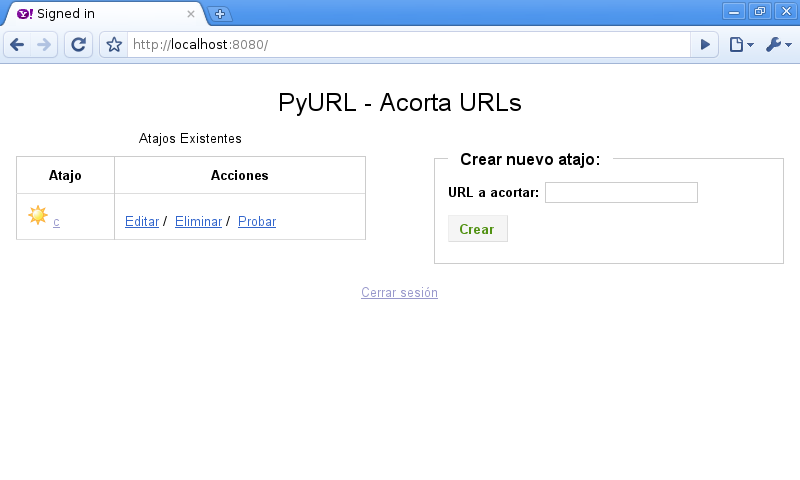 Y! Signed in
http://localhost:8080/
PyURL - Acorta URLs
Atajos Existentes
Atajo Acciones
c Editar / Eliminar / Probar
Crear nuevo atajo:
URL a acortar:
Crear
Cerrar sesión